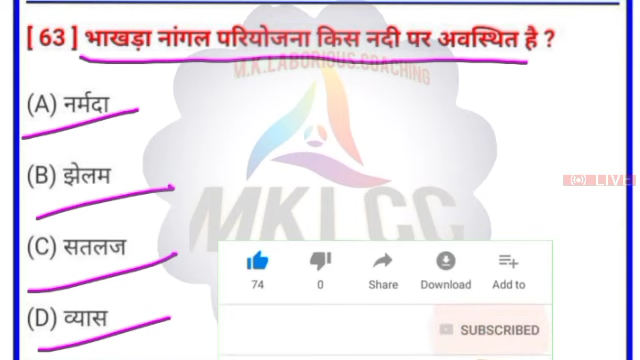 [ 63 ] भाखड़ा नांगल परियोजना किस नदी पर अवस्थित है ?
M.K.LABORIOUS.COACHING
(A) नर्मदा
(B) झेलम
LIVE
MKLCC
(C) सतलज
74
0
Share
Download
Add to
(D) व्यास
SUBSCRIBED